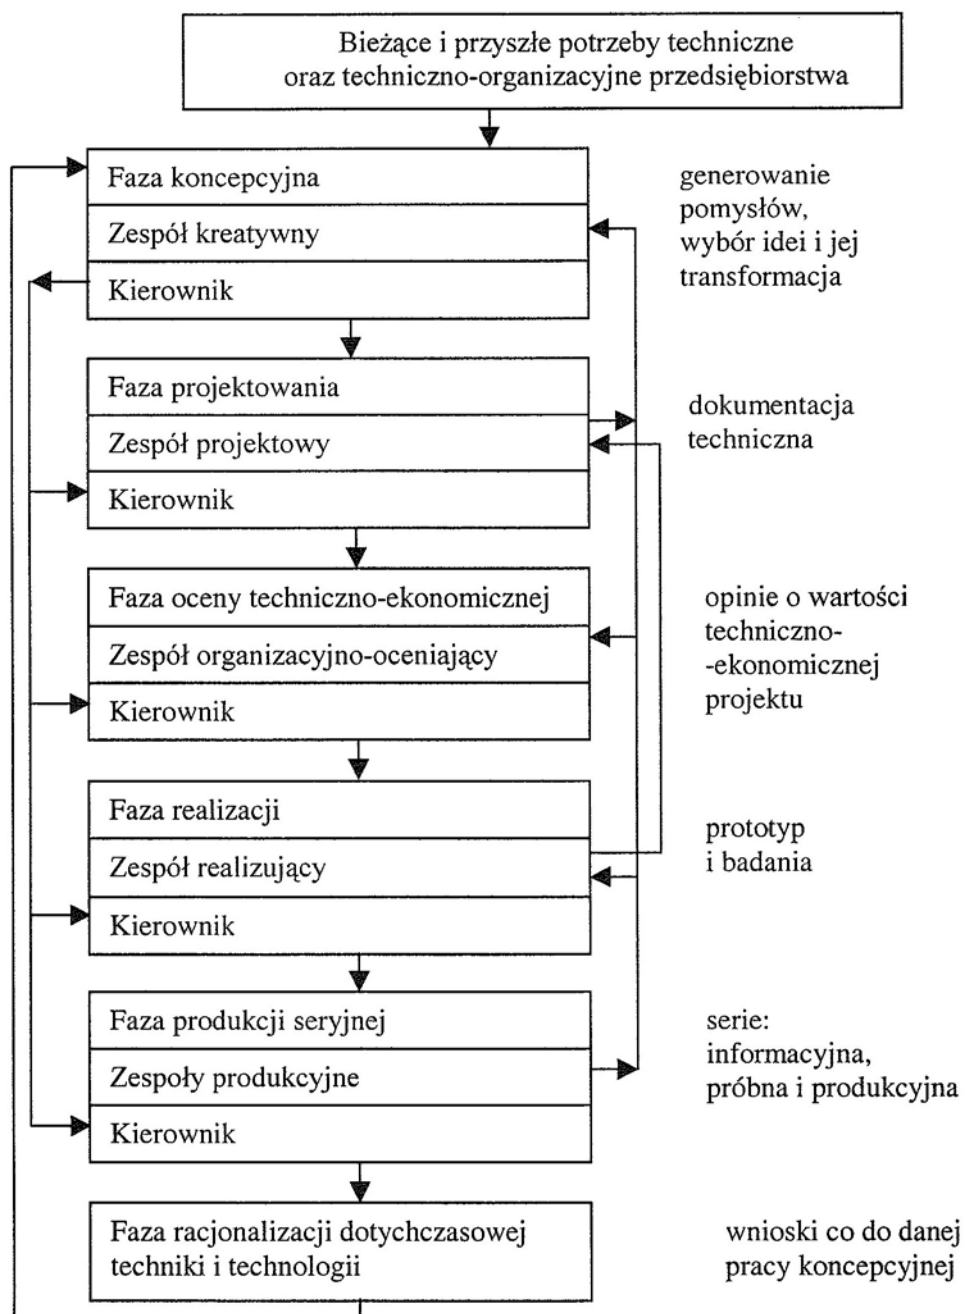 Bieżące i przyszłe potrzeby techniczne
oraz techniczno-organizacyjne przedsiębiorstwa
Faza koncepcyjna
Zespół kreatywny
Kierownik
generowanie
pomysłów,
wybór idei i jej
transformacja
Faza projektowania
Zespół projektowy
Kierownik
dokumentacja
techniczna
Faza oceny techniczno-ekonomicznej
Zespół organizacyjno-oceniający
Kierownik
opinie o wartości
techniczno-
-ekonomicznej
projektu
Faza realizacji
Zespół realizujący
Kierownik
prototyp
i badania
Faza produkcji seryjnej
Zespoły produkcyjne
Kierownik
serie:
informacyjna,
próbna i produkcyjna
Faza racjonalizacji dotychczasowej
techniki i technologii
wnioski co do danej
pracy koncepcyjnej